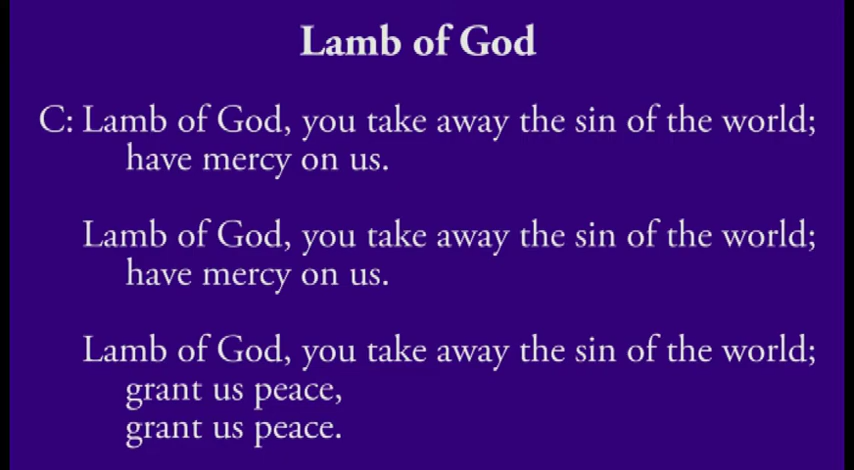 Lamb of God
C: Lamb of God, you take away the sin of the world;
have mercy on us.
Lamb of God, you take away the sin of the world;
have mercy on us.
Lamb of God, you take away the sin of the world;
grant us peace,
grant us peace.